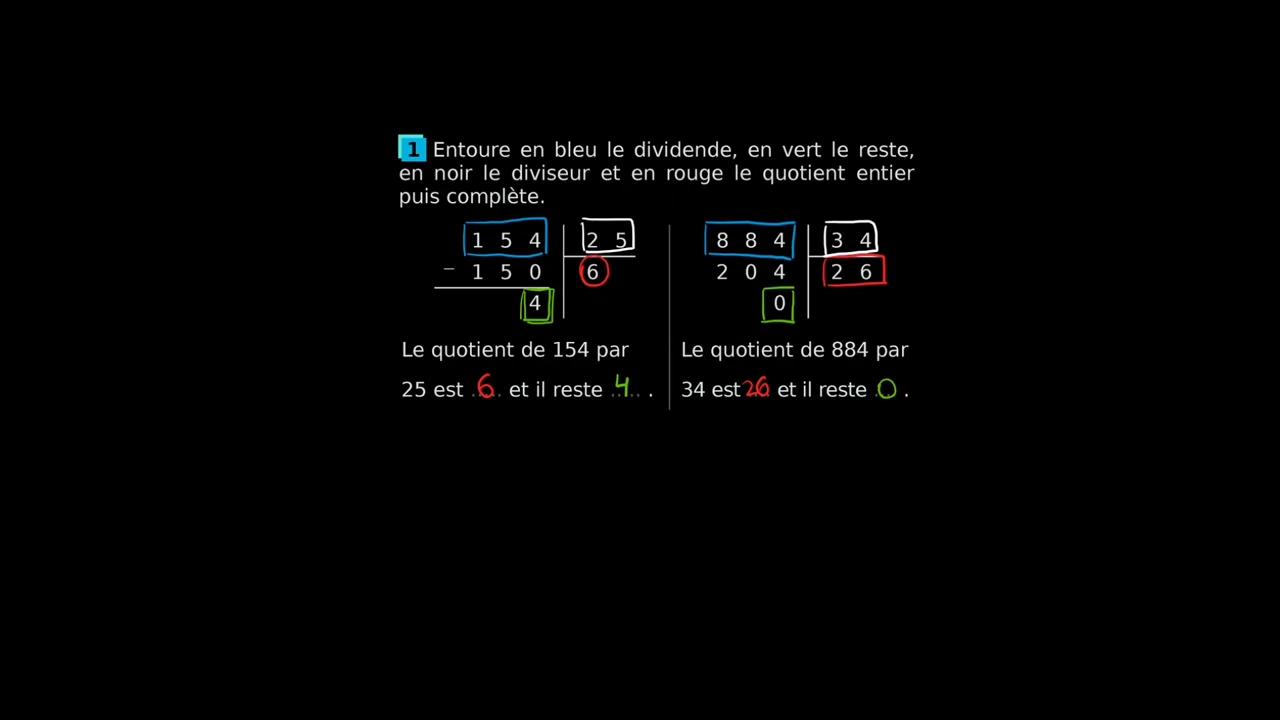 1 Entoure en bleu le dividende, en vert le reste,
en noir le diviseur et en rouge le quotient entier
puis complète.
1 5 4 2 5
− 1 5 0 6
4
Le quotient de 154 par
25 est 6 et il reste 4 .
8 8 4 3 4
2 0 4 2 6
0
Le quotient de 884 par
34 est 26 et il reste 0 .